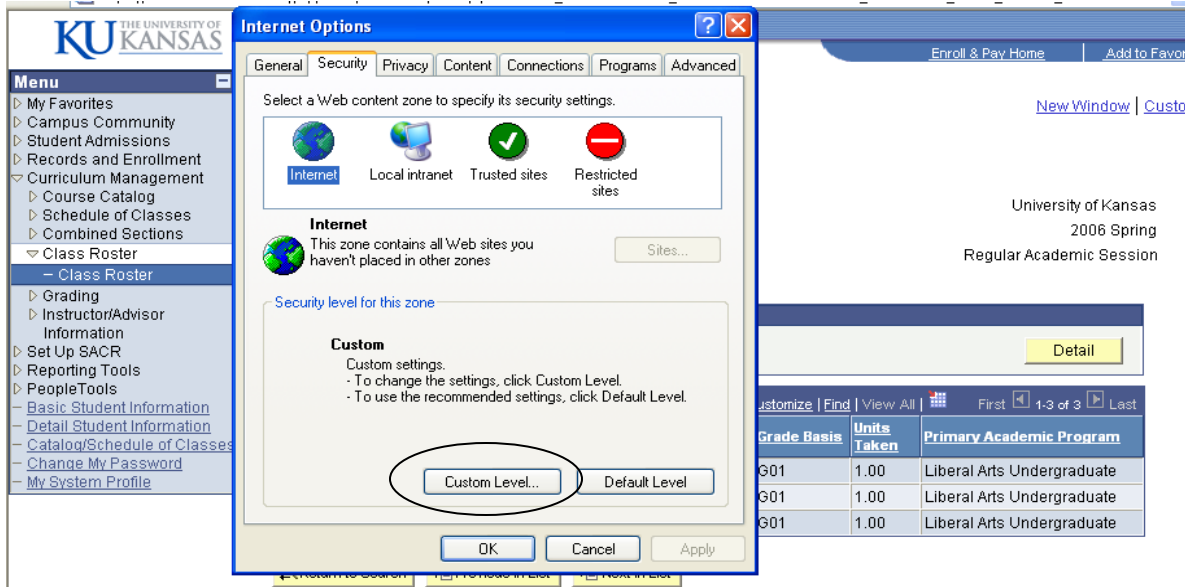 THE UNIVERSITY OF
KU KANSAS
Menu
My Favorites
Campus Community
Student Admissions
Records and Enrollment
Curriculum Management
Course Catalog
Schedule of Classes
Combined Sections
Class Roster
Class Roster
Grading
Instructor/Advisor
Information
Set Up SACR
Reporting Tools
PeopleTools
Basic Student Information
Detail Student Information
Catalog/Schedule of Classes
Change My Password
My System Profile
Internet Options
General Security Privacy Content Connections Programs Advanced
Select a Web content zone to specify its security settings.
Internet Local intranet Trusted sites Restricted
sites
Internet
This zone contains all Web sites you
haven't placed in other zones
Sites...
Security level for this zone
Custom
Custom settings.
- To change the settings, click Custom Level.
- To use the recommended settings, click Default Level.
Custom Level... Default Level
OK Cancel Apply
Enroll & Pay Home Add to Favor
New Window | Custo
University of Kansas
2006 Spring
Regular Academic Session
Detail
ustomize | Find | View All | First 1-3 of 3 Last
Grade Basis Units
Taken Primary Academic Program
G01 1.00 Liberal Arts Undergraduate
G01 1.00 Liberal Arts Undergraduate
G01 1.00 Liberal Arts Undergraduate
Return to Search Previous in List Next in List